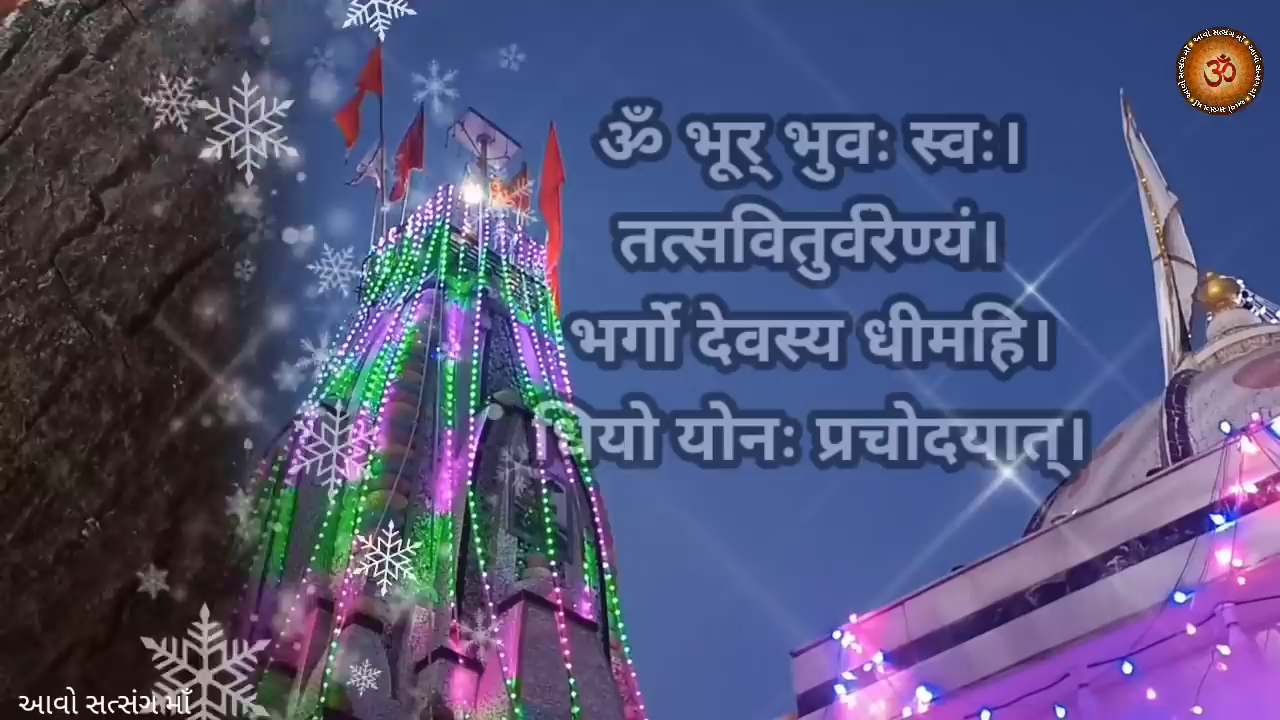 ॐ भूर् भुवः स्वः।
तत्सवितुर्वरेण्यं।
भर्गो देवस्य धीमहि।
धियो योनः प्रचोदयात्।
આવો સત્સંગ માઁ
ॐ